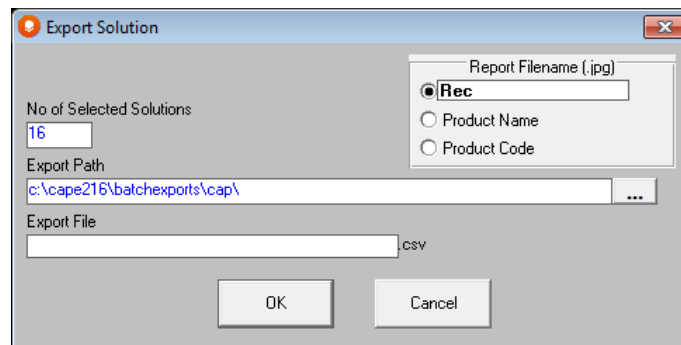 Export Solution
Report Filename (.jpg)
Rec
Product Name
Product Code
No of Selected Solutions
16
Export Path
c:\cape216\batchexports\cap\
...
Export File
.csv
OK
Cancel